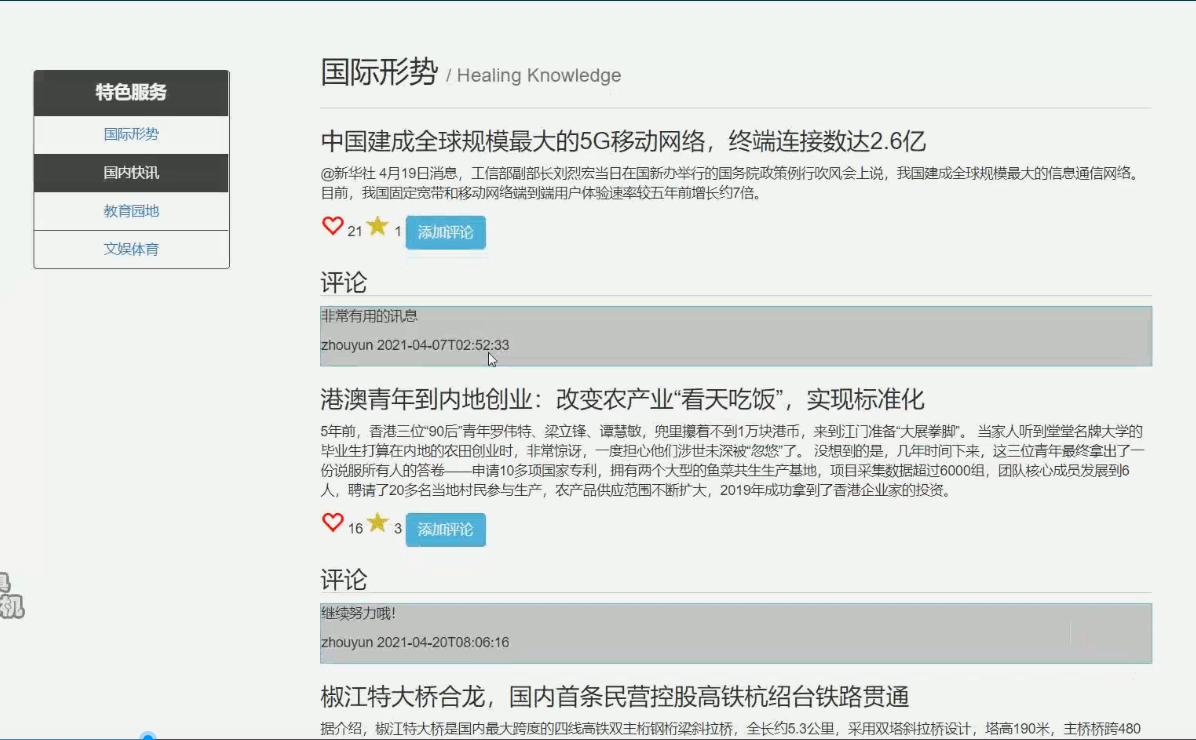 特色服务
国际形势
国内快讯
教育园地
文娱体育
国际形势 / Healing Knowledge
中国建成全球规模最大的5G移动网络，终端连接数达2.6亿
@新华社 4月19日消息，工信部副部长刘烈宏当日在国新办举行的国务院政策例行吹风会上说，我国建成全球规模最大的信息通信网络。
目前，我国固定宽带和移动网络端到端用户体验速率较五年前增长约7倍。
21 1 添加评论
评论
非常有用的讯息
zhouyun 2021-04-07T02:52:33
港澳青年到内地创业：改变农产业“看天吃饭”，实现标准化
5年前，香港三位“90后”青年罗伟特、梁立锋、谭慧敏，兜里攥着不到1万块港币，来到江门准备“大展拳脚”。 当家人听到堂堂名牌大学的
毕业生打算在内地的农田创业时，非常惊讶，一度担心他们涉世未深被“忽悠”了。 没想到的是，几年时间下来，这三位青年最终拿出了一
份说服所有人的答卷——申请10多项国家专利，拥有两个大型的鱼菜共生生产基地，项目采集数据超过6000组，团队核心成员发展到6
人，聘请了20多名当地村民参与生产，农产品供应范围不断扩大，2019年成功拿到了香港企业家的投资。
16 3 添加评论
评论
继续努力哦!
zhouyun 2021-04-20T08:06:16
机
椒江特大桥合龙，国内首条民营控股高铁杭绍台铁路贯通
据介绍，椒江特大桥是国内最大跨度的四线高铁双主桁钢桁梁斜拉桥，全长约5.3公里，采用双塔斜拉桥设计，塔高190米，主桥桥跨480